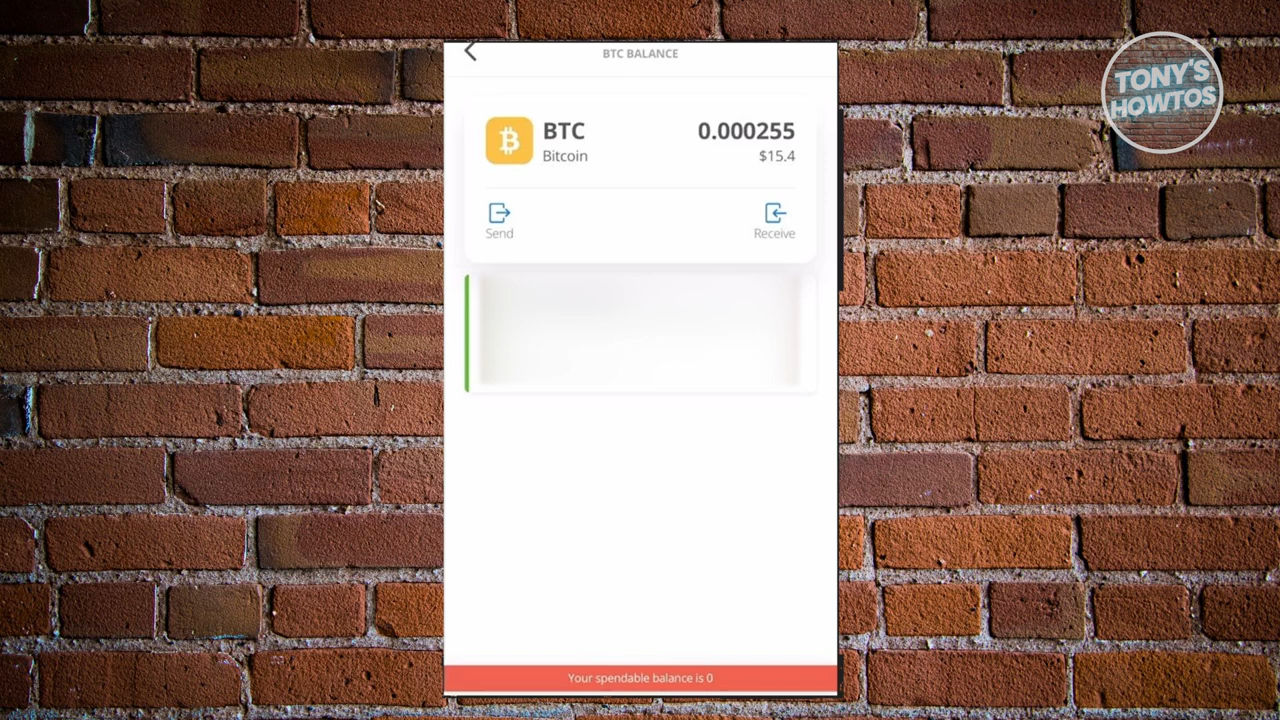 BTC BALANCE
BTC
0.000255
Bitcoin
$15.4
Send
Receive
Your spendable balance is 0
TONY'S
HOWTOS